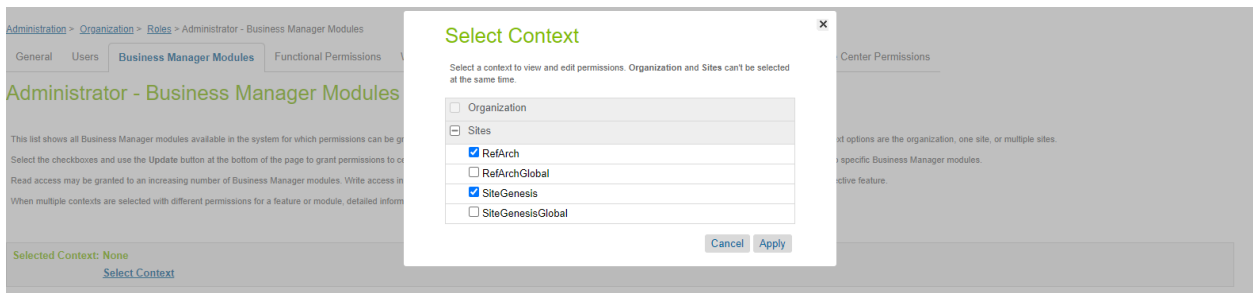 Administration > Organization > Roles > Administrator - Business Manager Modules
General Users Business Manager Modules Functional Permissions
Center Permissions
Administrator - Business Manager Modules
This list shows all Business Manager modules available in the system for which permissions can be
xt options are the organization, one site, or multiple sites.
Select the checkboxes and use the Update button at the bottom of the page to grant permissions to
specific Business Manager modules.
Read access may be granted to an increasing number of Business Manager modules. Write access in
ctive feature.
When multiple contexts are selected with different permissions for a feature or module, detailed inform
Selected Context: None
Select Context
Select Context
Select a context to view and edit permissions. Organization and Sites can't be selected
at the same time.
Organization
Sites
RefArch
RefArchGlobal
SiteGenesis
SiteGenesisGlobal
Cancel Apply